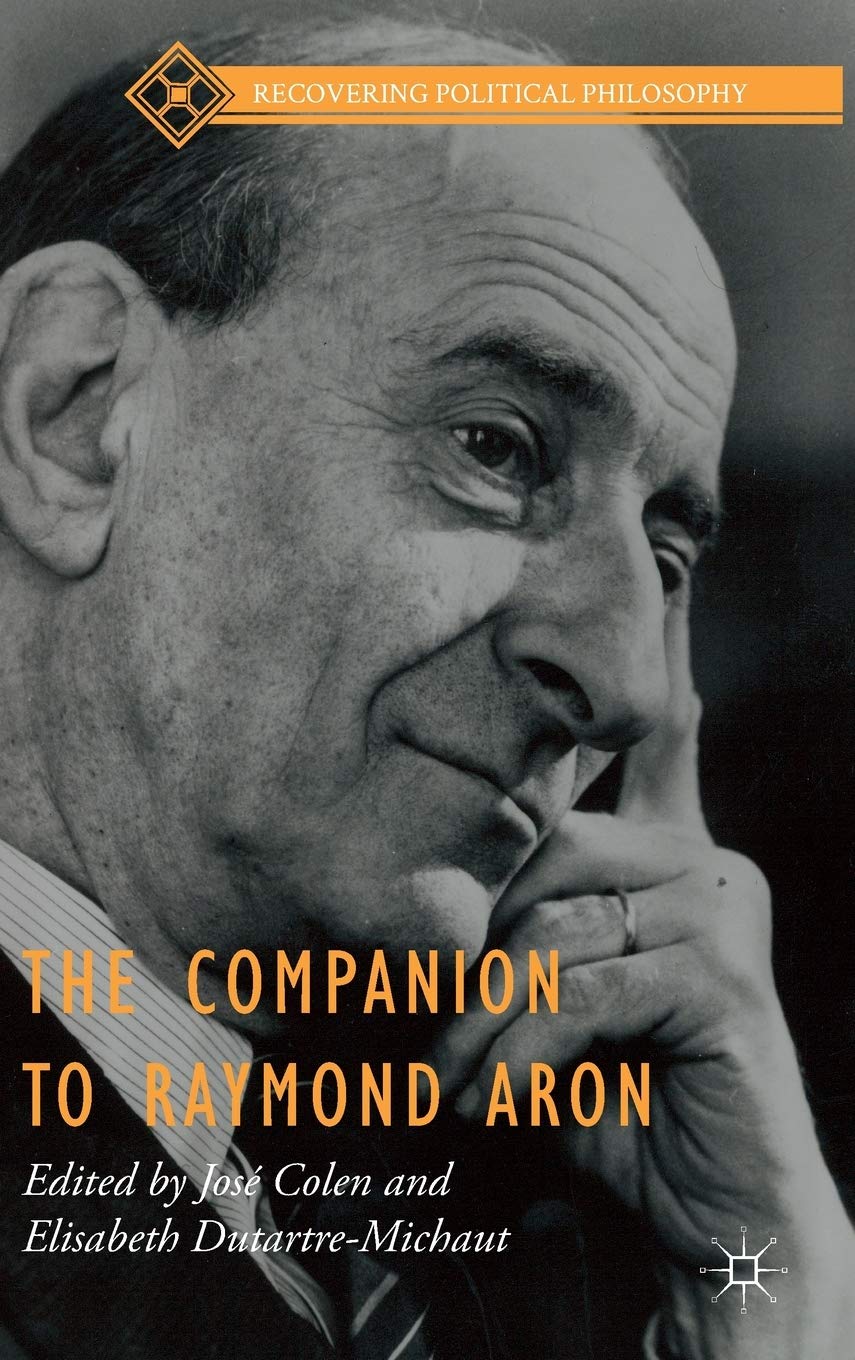 RECOVERING POLITICAL PHILOSOPHY
THE COMPANION
TO RAYMOND ARON
Edited by José Colen and
Elisabeth Dutartre-Michaut